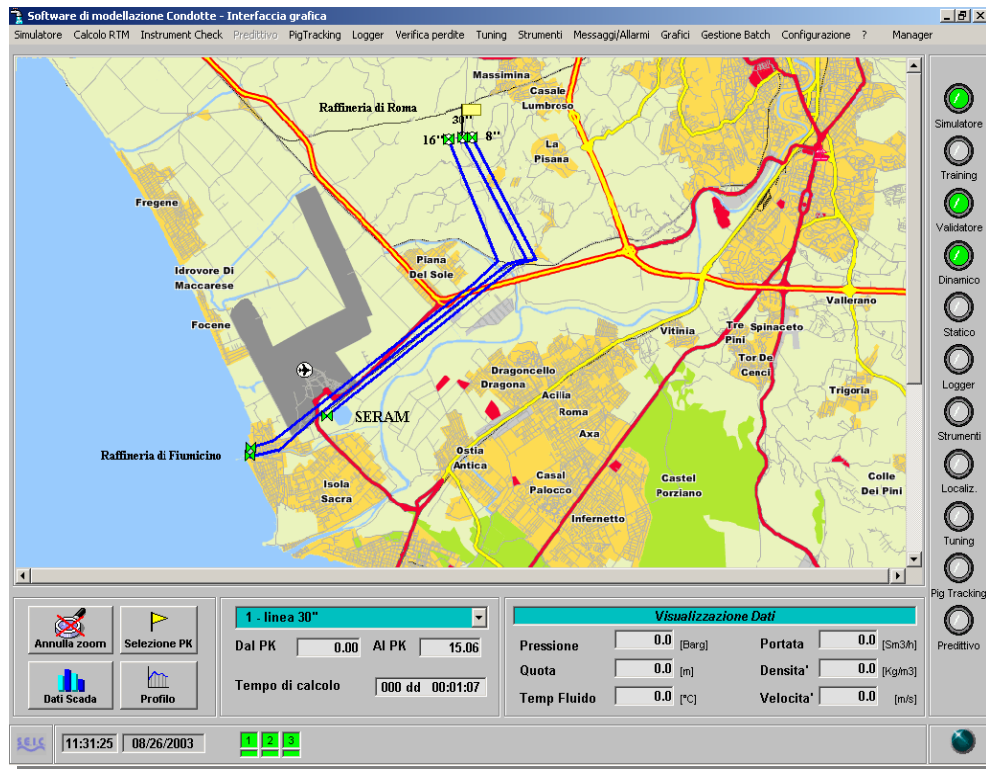 Software di modellazione Condotte - Interfaccia grafica
Simulatore Calcolo RTM Instrument Check Predittivo PigTracking Logger Verifica perdite Tuning Strumenti Messaggi/Allarmi Grafici Gestione Batch Configurazione ? Manager
Massimina
Casale
Lumbroso
Raffineria di Roma
30"
16" 8"
La
Pisana
Fregene
Piana
Del Sole
Idrovore Di
Maccarese
Focene
Vallerano
Vitinia
Tre Spinaceto
Pini
Tor De
Cenci
Dragoncello
Dragona
Trigoria
Acilia
Roma
SERAM
Axa
Raffineria di Fiumicino
Ostia
Antica
Isola
Sacra
Casal
Palocco
Castel
Porziano
Colle
Dei Pini
Infernetto
Simulatore
Training
Validatore
Dinamico
Statico
Logger
Strumenti
Localiz.
Tuning
Pig Tracking
Predittivo
Annulla zoom
Selezione PK
Dati Scada
Profilo
1 - linea 30"
Dal PK 0.00 Al PK 15.06
Tempo di calcolo 000 dd 00:01:07
Visualizzazione Dati
Pressione 0.0 [Barg] Portata 0.0 [Sm3/h]
Quota 0.0 [m] Densita' 0.0 [Kg/m3]
Temp Fluido 0.0 [°C] Velocita' 0.0 [m/s]
SEIC 11:31:25 08/26/2003 1 2 3